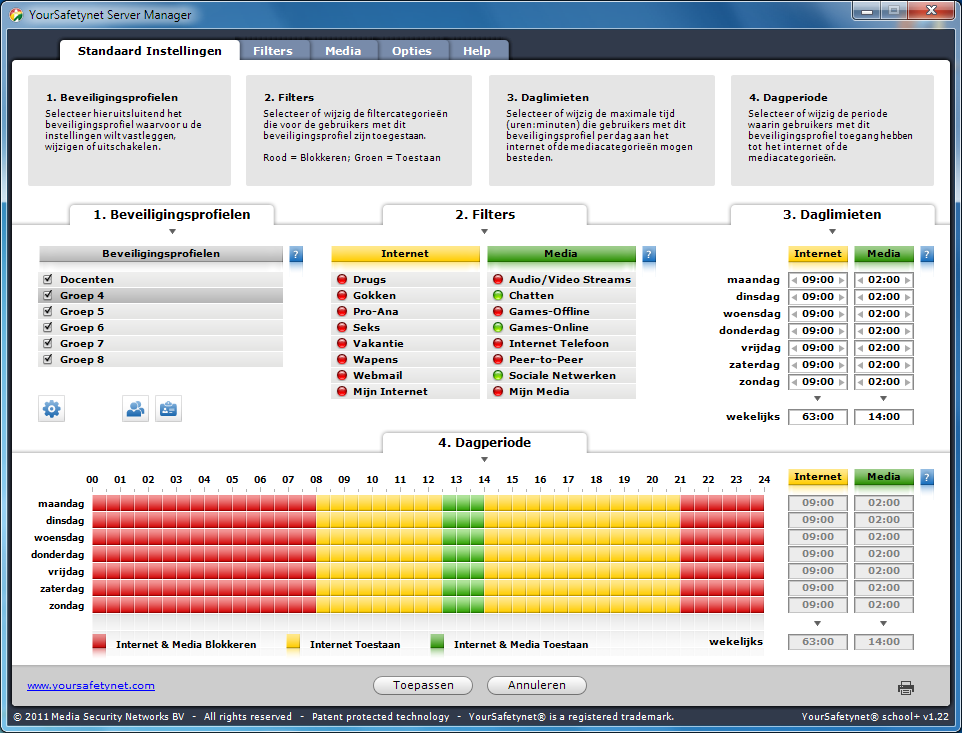 YourSafetynet Server Manager
Standaard Instellingen
Filters
Media
Opties
Help
1. Beveiligingsprofielen
Selecteer hieruitsluitend het
beveiligingsprofiel waarvoor u de
instellingen wilt vastleggen,
wijzigen of uitschakelen.
2. Filters
Selecteer of wijzig de filtercategorieën
die voor de gebruikers met dit
beveiligingsprofiel zijn toegestaan.
Rood = Blokkeren; Groen = Toestaan
3. Daglimieten
Selecteer of wijzig de maximale tijd
(uren:minuten) die gebruikers met dit
beveiligingsprofiel per dag aan het
internet of de mediacategorieën mogen
besteden.
4. Dagperiode
Selecteer of wijzig de periode
waarin gebruikers met dit
beveiligingsprofiel toegang hebben
tot het internet of de
mediacategorieën.
1. Beveiligingsprofielen
Beveiligingsprofielen ?
Docenten
Groep 4
Groep 5
Groep 6
Groep 7
Groep 8
2. Filters
Internet Media ?
Drugs Audio/Video Streams
Gokken Chatten
Pro-Ana Games-Offline
Seks Games-Online
Vakantie Internet Telefoon
Wapens Peer-to-Peer
Webmail Sociale Netwerken
Mijn Internet Mijn Media
3. Daglimieten
Internet Media ?
maandag 09:00 02:00
dinsdag 09:00 02:00
woensdag 09:00 02:00
donderdag 09:00 02:00
vrijdag 09:00 02:00
zaterdag 09:00 02:00
zondag 09:00 02:00
wekelijks 63:00 14:00
4. Dagperiode
00 01 02 03 04 05 06 07 08 09 10 11 12 13 14 15 16 17 18 19 20 21 22 23 24 Internet Media ?
maandag 09:00 02:00
dinsdag 09:00 02:00
woensdag 09:00 02:00
donderdag 09:00 02:00
vrijdag 09:00 02:00
zaterdag 09:00 02:00
zondag 09:00 02:00
Internet & Media Blokkeren Internet Toestaan Internet & Media Toestaan wekelijks 63:00 14:00
www.yoursafetynet.com
Toepassen
Annuleren
© 2011 Media Security Networks BV - All rights reserved - Patent protected technology - YourSafetynet® is a registered trademark. YourSafetynet® school+ v1.22